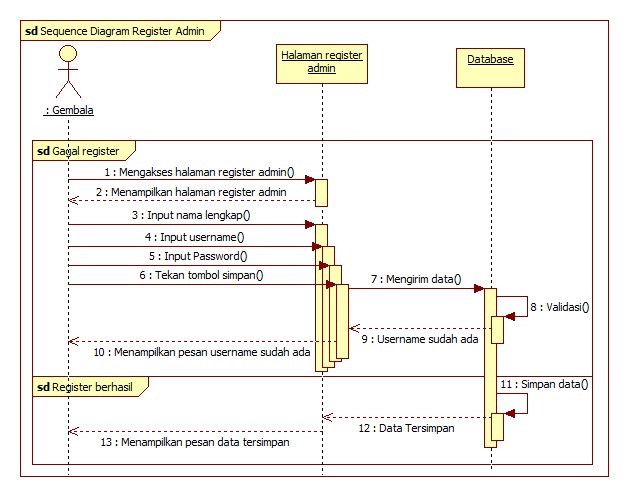 sd Sequence Diagram Register Admin
: Gembala
Halaman register
admin
Database
sd Gagal register
1 : Mengakses halaman register admin()
2 : Menampilkan halaman register admin
3 : Input nama lengkap()
4 : Input username()
5 : Input Password()
6 : Tekan tombol simpan()
7 : Mengirim data()
8 : Validasi()
9 : Username sudah ada
10 : Menampilkan pesan username sudah ada
sd Register berhasil
11 : Simpan data()
12 : Data Tersimpan
13 : Menampilkan pesan data tersimpan